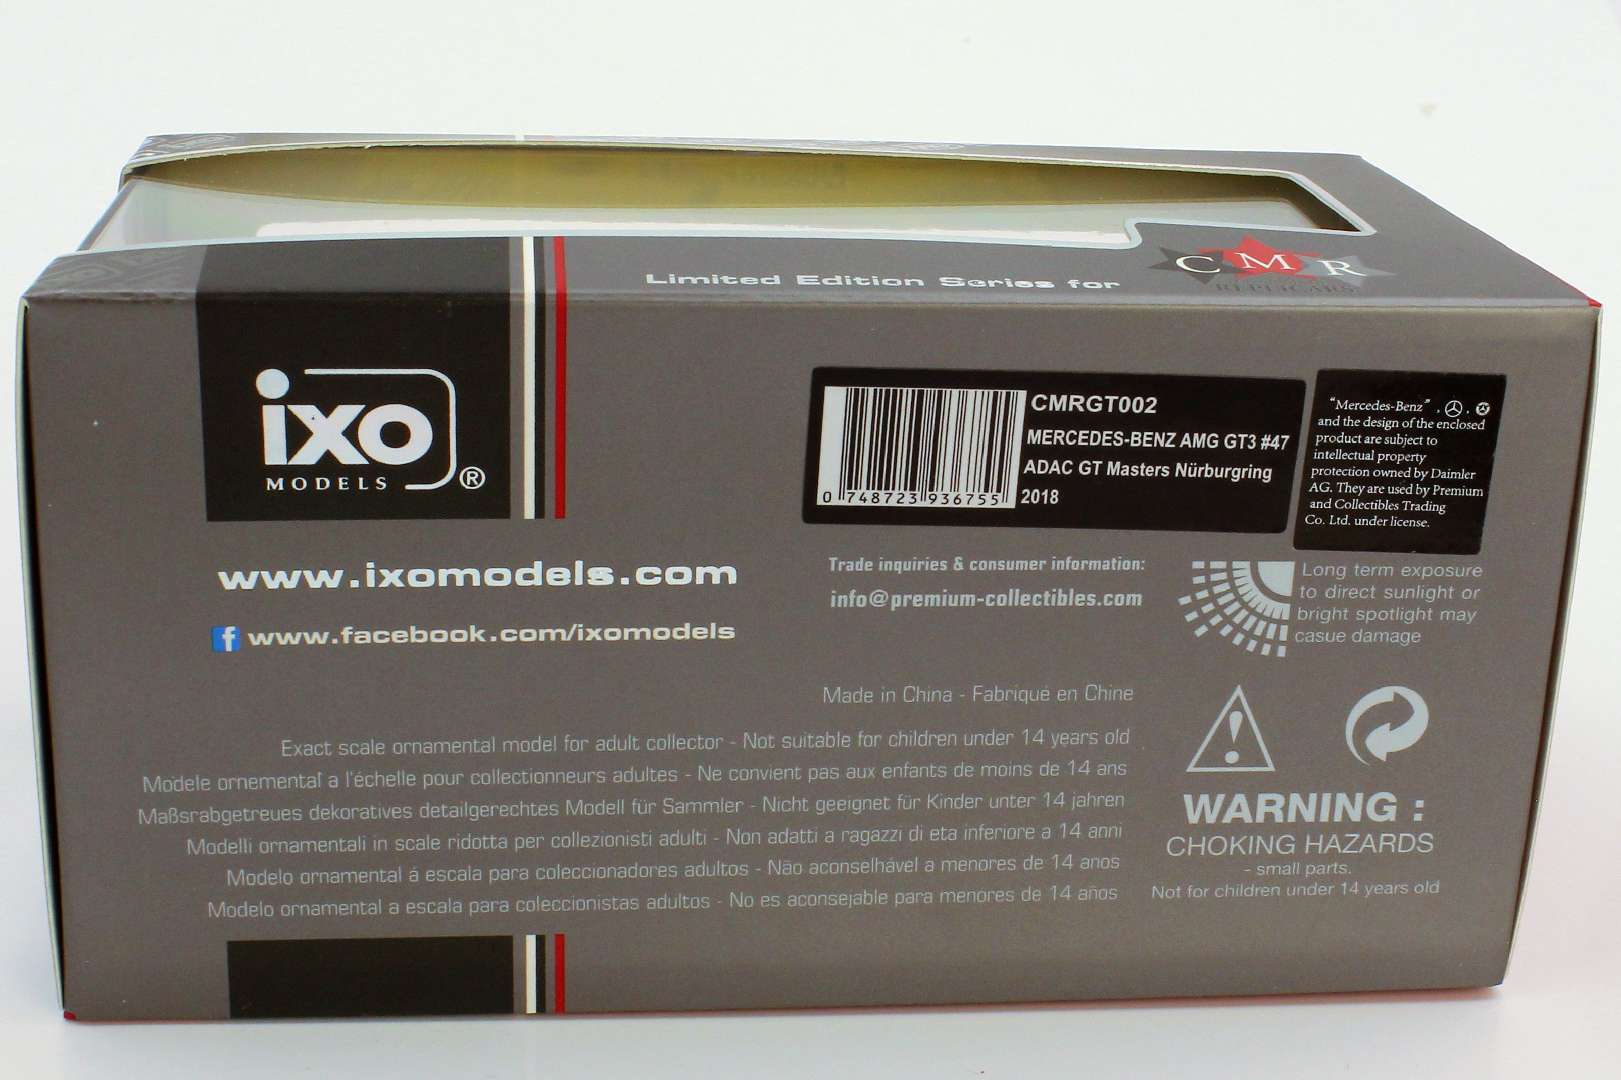 Limited Edition Series for
CMR
REPLICARS
ixo
MODELS ®
CMRGT002
MERCEDES-BENZ AMG GT3 #47
ADAC GT Masters Nürburgring
2018
0 748723 936755
“Mercedes-Benz” ,
and the design of the enclosed
product are subject to
intellectual property
protection owned by Daimler
AG. They are used by Premium
and Collectibles Trading
Co. Ltd. under license.
www.ixomodels.com
f www.facebook.com/ixomodels
Trade inquiries & consumer information:
info@premium-collectibles.com
Long term exposure
to direct sunlight or
bright spotlight may
casue damage
Made in China - Fabriqué en Chine
Exact scale ornamental model for adult collector - Not suitable for children under 14 years old
Modele ornemental a l'échelle pour collectionneurs adultes - Ne convient pas aux enfants de moins de 14 ans
Maßsrabgetreues dekoratives detailgerechtes Modell für Sammler - Nicht geeignet für Kinder unter 14 jahren
Modelli ornamentali in scale ridotta per collezionisti adulti - Non adatti a ragazzi di eta inferiore a 14 anni
Modelo ornamental á escala para coleccionadores adultos - Não aconselhável a menores de 14 anos
Modelo ornamental a escala para coleccionistas adultos - No es aconsejable para menores de 14 años
WARNING :
CHOKING HAZARDS
- small parts.
Not for children under 14 years old